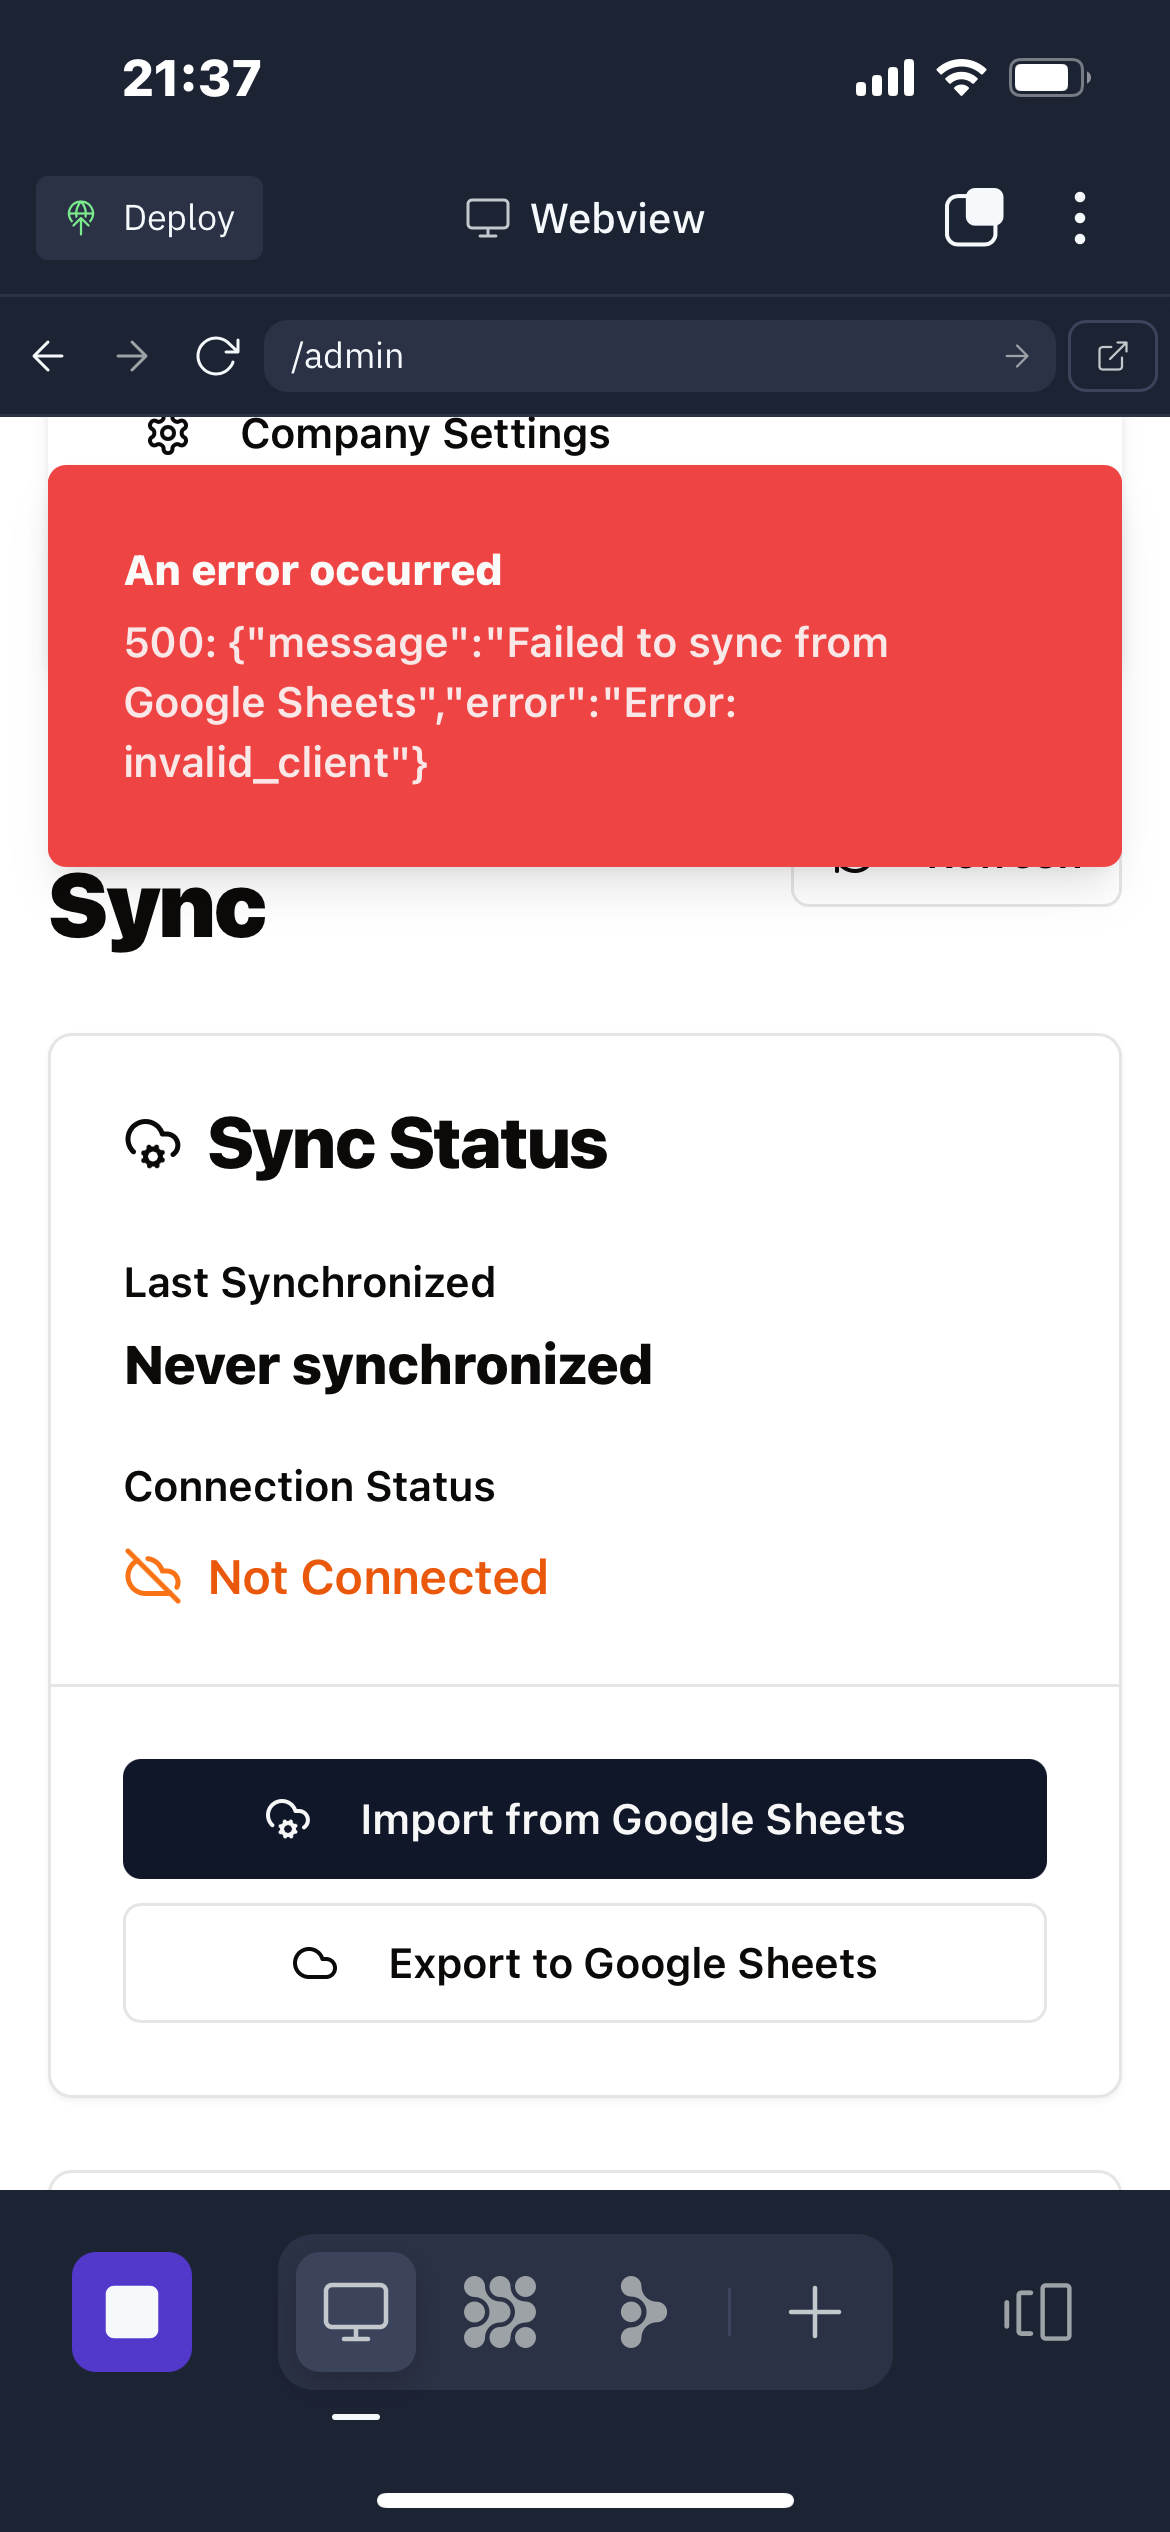 21:37
Deploy
Webview
/admin
Company Settings
An error occurred
500: {"message":"Failed to sync from
Google Sheets","error":"Error:
invalid_client"}
Sync
Sync Status
Last Synchronized
Never synchronized
Connection Status
Not Connected
Import from Google Sheets
Export to Google Sheets